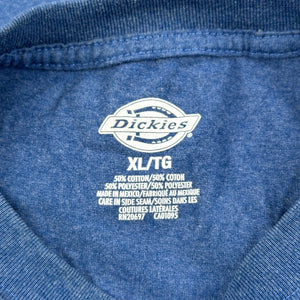 Dickies
XL/TG
50% COTTON/50% COTON
50% POLYESTER/50% POLYESTER
MADE IN MEXICO/FABRIQUÉ AU MEXIQUE
CARE IN SIDE SEAM/SOINS DANS LES
COUTURES LATÉRALES
RN20697 CA01095